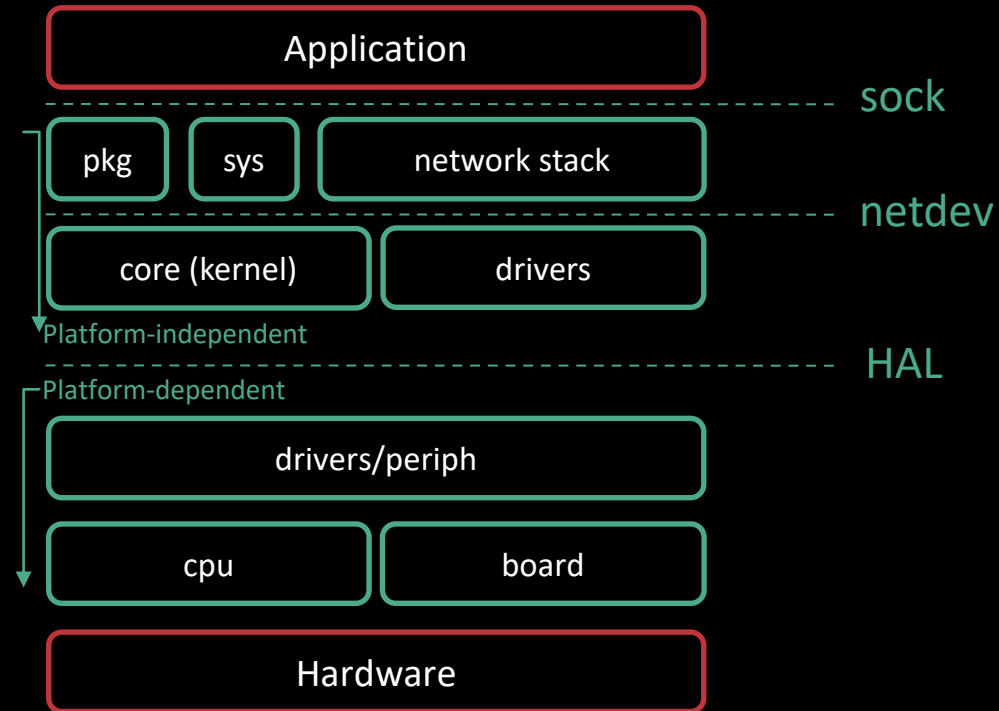 Application
sock
pkg
sys
network stack
netdev
core (kernel)
drivers
Platform-independent
HAL
Platform-dependent
drivers/periph
cpu
board
Hardware